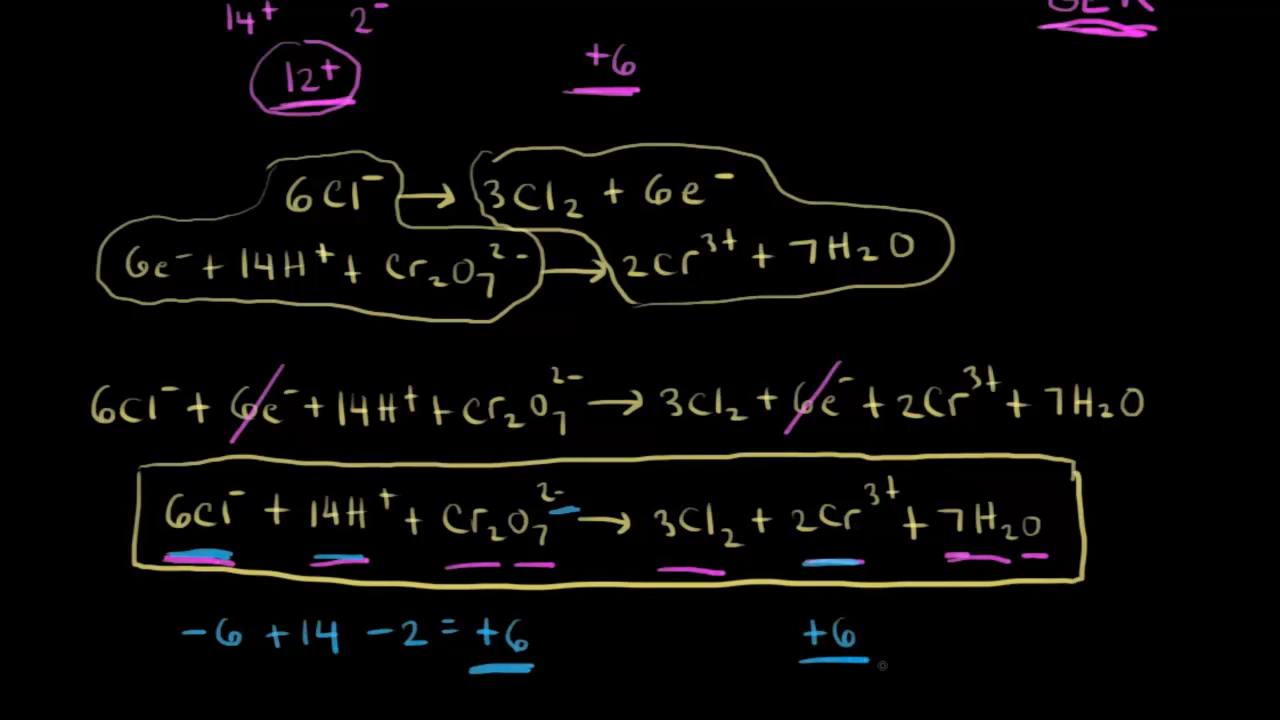 14⁺ 2⁻ GER
12⁺ +6
6Cl⁻ → 3Cl₂ + 6e⁻
6e⁻ + 14H⁺ + Cr₂O₇²⁻ → 2Cr³⁺ + 7H₂O
6Cl⁻ + 6e⁻ + 14H⁺ + Cr₂O₇²⁻ → 3Cl₂ + 6e⁻ + 2Cr³⁺ + 7H₂O
6Cl⁻ + 14H⁺ + Cr₂O₇²⁻ → 3Cl₂ + 2Cr³⁺ + 7H₂O
-6 +14 -2 = +6 +6